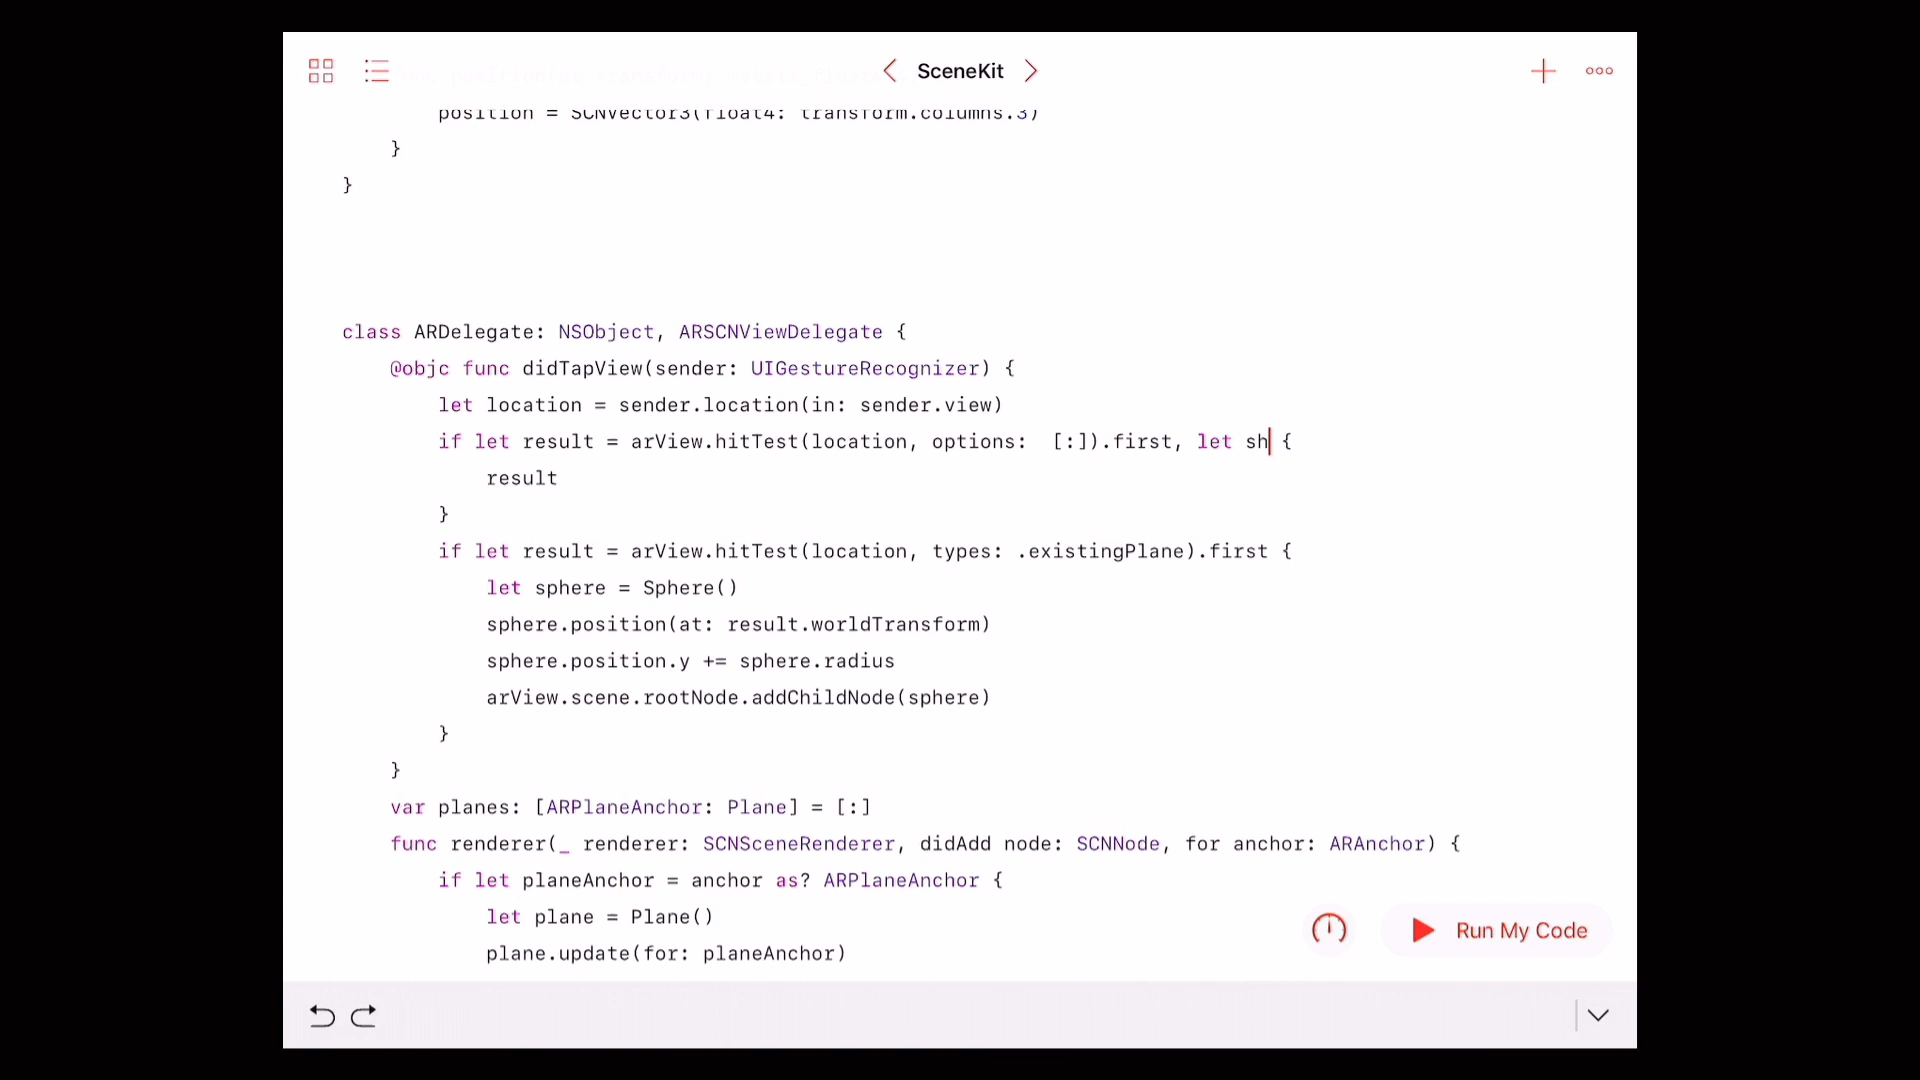 SceneKit
position = SCNVector3(float4: transform.columns.3)
}
}
class ARDelegate: NSObject, ARSCNViewDelegate {
@objc func didTapView(sender: UIGestureRecognizer) {
let location = sender.location(in: sender.view)
if let result = arView.hitTest(location, options:  [:]).first, let sh {
result
}
if let result = arView.hitTest(location, types: .existingPlane).first {
let sphere = Sphere()
sphere.position(at: result.worldTransform)
sphere.position.y += sphere.radius
arView.scene.rootNode.addChildNode(sphere)
}
}
var planes: [ARPlaneAnchor: Plane] = [:]
func renderer(_ renderer: SCNSceneRenderer, didAdd node: SCNNode, for anchor: ARAnchor) {
if let planeAnchor = anchor as? ARPlaneAnchor {
let plane = Plane()
plane.update(for: planeAnchor)
Run My Code